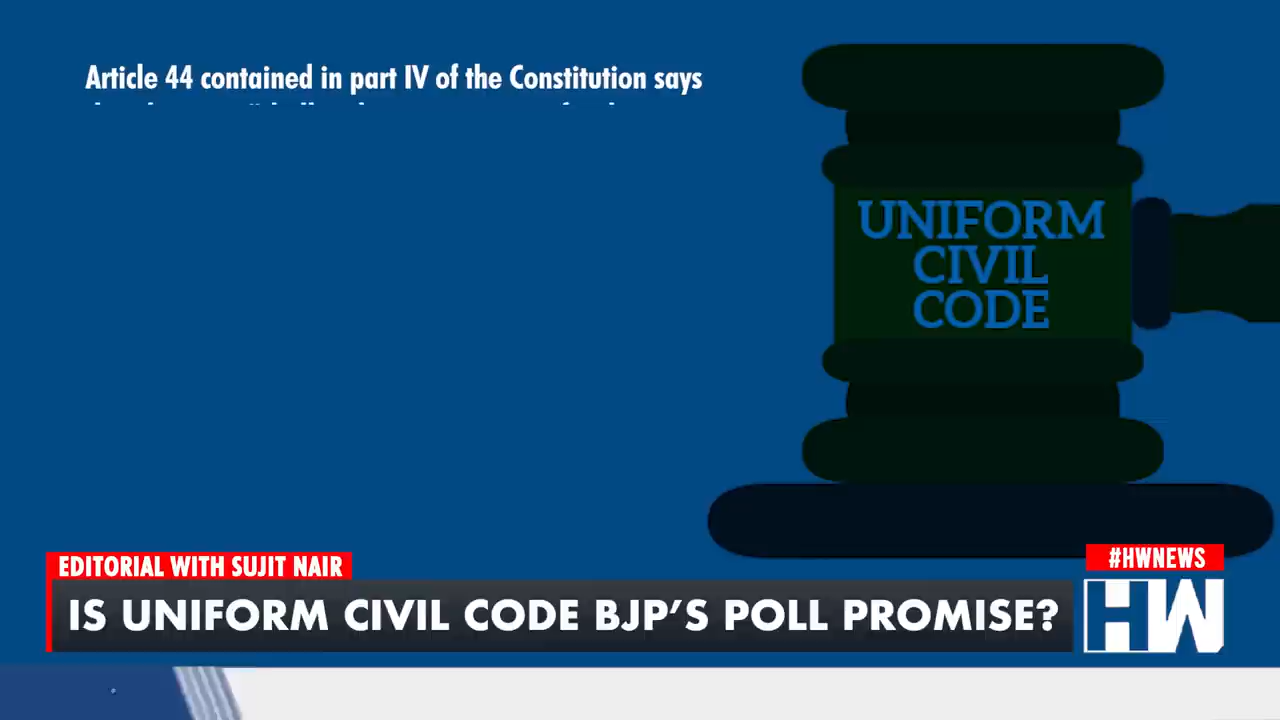 Article 44 contained in part IV of the Constitution says
UNIFORM
CIVIL
CODE
EDITORIAL WITH SUJIT NAIR
#HWNEWS
IS UNIFORM CIVIL CODE BJP'S POLL PROMISE?
HW